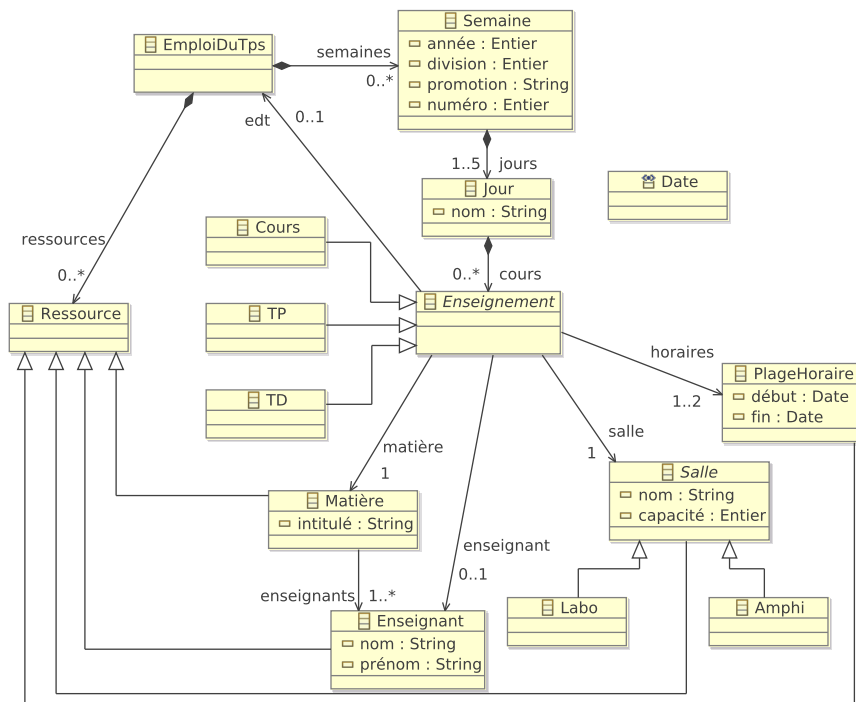 EmploiDuTps
semaines
0..*
Semaine
année : Entier
division : Entier
promotion : String
numéro : Entier
edt
0..1
1..5
jours
Jour
nom : String
Date
Cours
ressources
0..*
0..*
cours
Ressource
TP
Enseignement
horaires
1..2
PlageHoraire
début : Date
fin : Date
TD
matière
1
salle
1
Salle
nom : String
capacité : Entier
Matière
intitulé : String
enseignant
0..1
enseignants
1..*
Labo
Amphi
Enseignant
nom : String
prénom : String